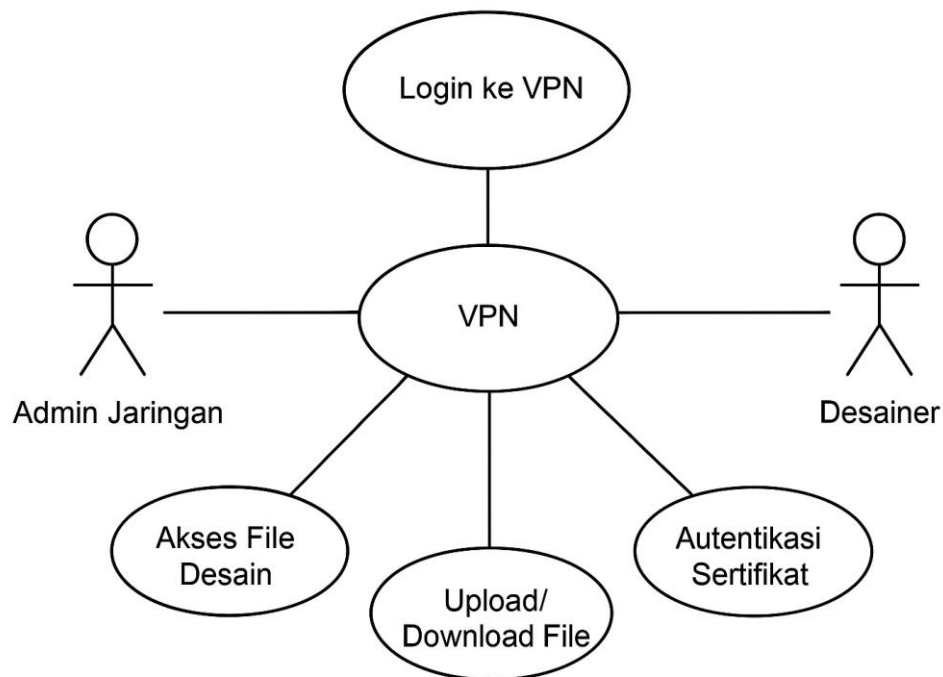 Login ke VPN
VPN
Admin Jaringan
Desainer
Akses File
Desain
Upload/
Download File
Autentikasi
Sertifikat